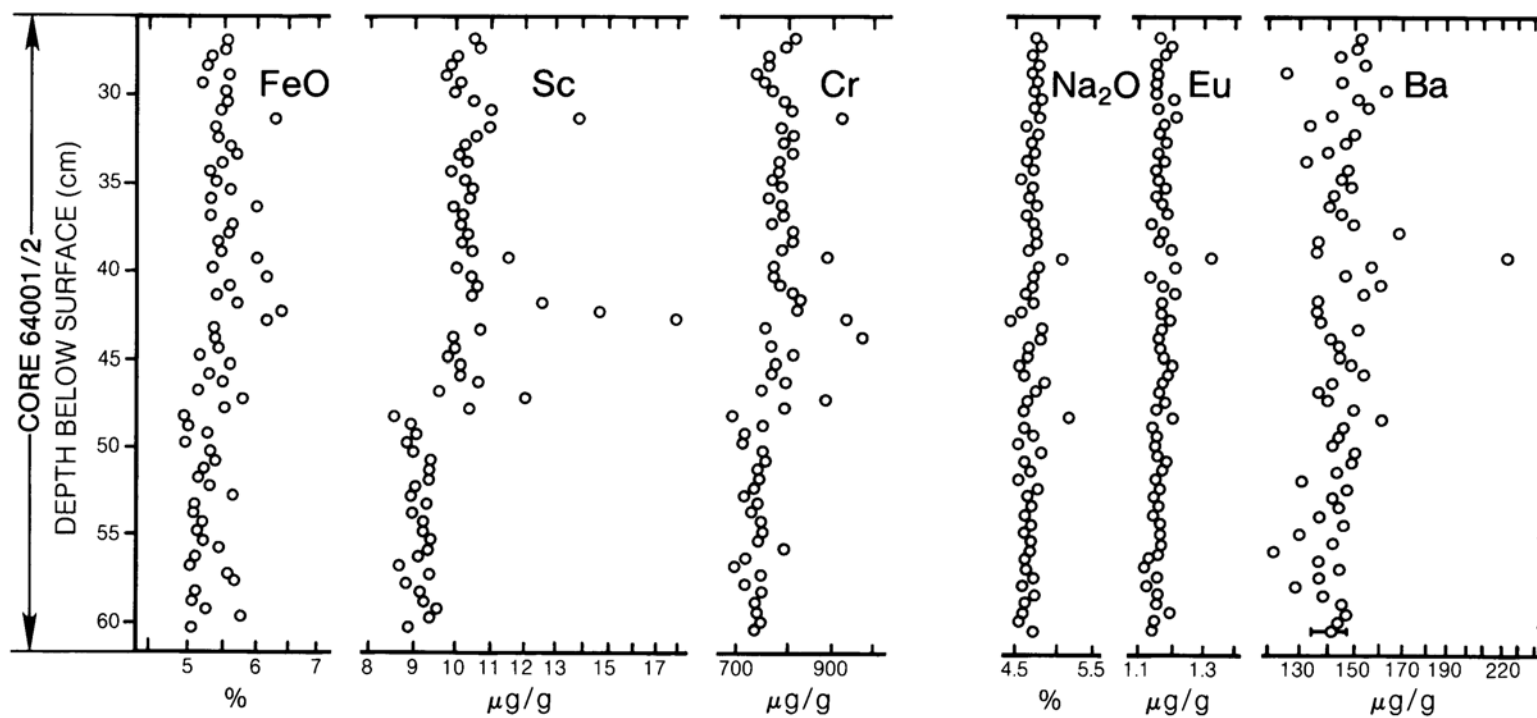 CORE 64001/2
DEPTH BELOW SURFACE (cm)
FeO Sc Cr Na₂O Eu Ba
30
35
40
45
50
55
60
5 6 7 8 9 10 11 12 13 15 17 700 900 4.5 5.5 1.1 1.3 130 150 170 190 220
% μg/g μg/g % μg/g μg/g